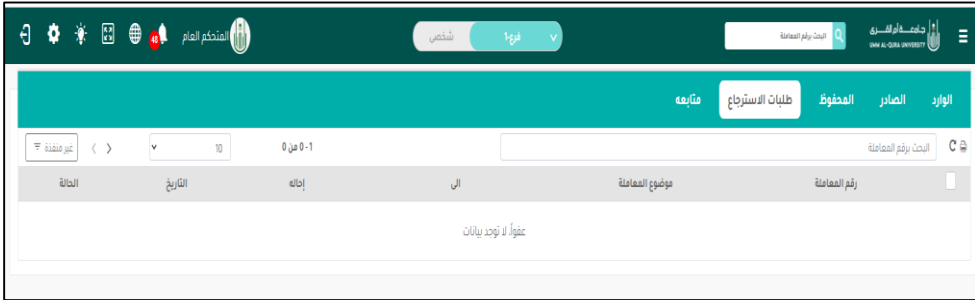 جامعـــة أم القـــرى
UMM AL-QURA UNIVERSITY
البحث برقم المعاملة
فرع-1
شخصي
المتحكم العام
48
الوارد
الصادر
المحفوظ
طلبات الاسترجاع
متابعه
البحث برقم المعاملة
1 - 0 من 0
10
غير منفذة
رقم المعاملة
موضوع المعاملة
الى
إحاله
التاريخ
الحالة
عفواً، لا توجد بيانات